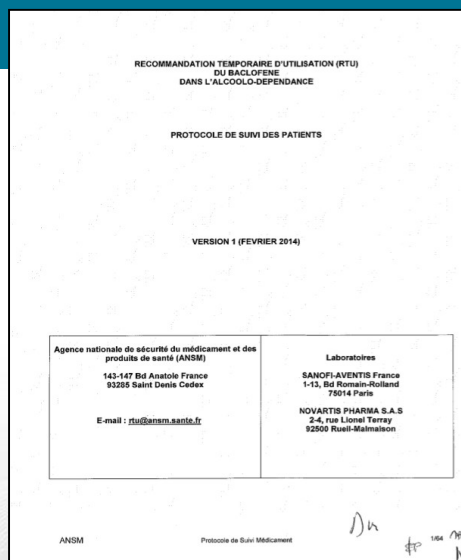 RECOMMANDATION TEMPORAIRE D'UTILISATION (RTU)
DU BACLOFENE
DANS L'ALCOOLO-DEPENDANCE
PROTOCOLE DE SUIVI DES PATIENTS
VERSION 1 (FEVRIER 2014)
Agence nationale de sécurité du médicament et des
produits de santé (ANSM)
143-147 Bd Anatole France
93285 Saint Denis Cedex
E-mail : rtu@ansm.sante.fr
Laboratoires
SANOFI-AVENTIS France
1-13, Bd Romain-Rolland
75014 Paris
NOVARTIS PHARMA S.A.S
2-4, rue Lionel Terray
92500 Rueil-Malmaison
ANSM
Protocole de Suivi Médicament
1/64